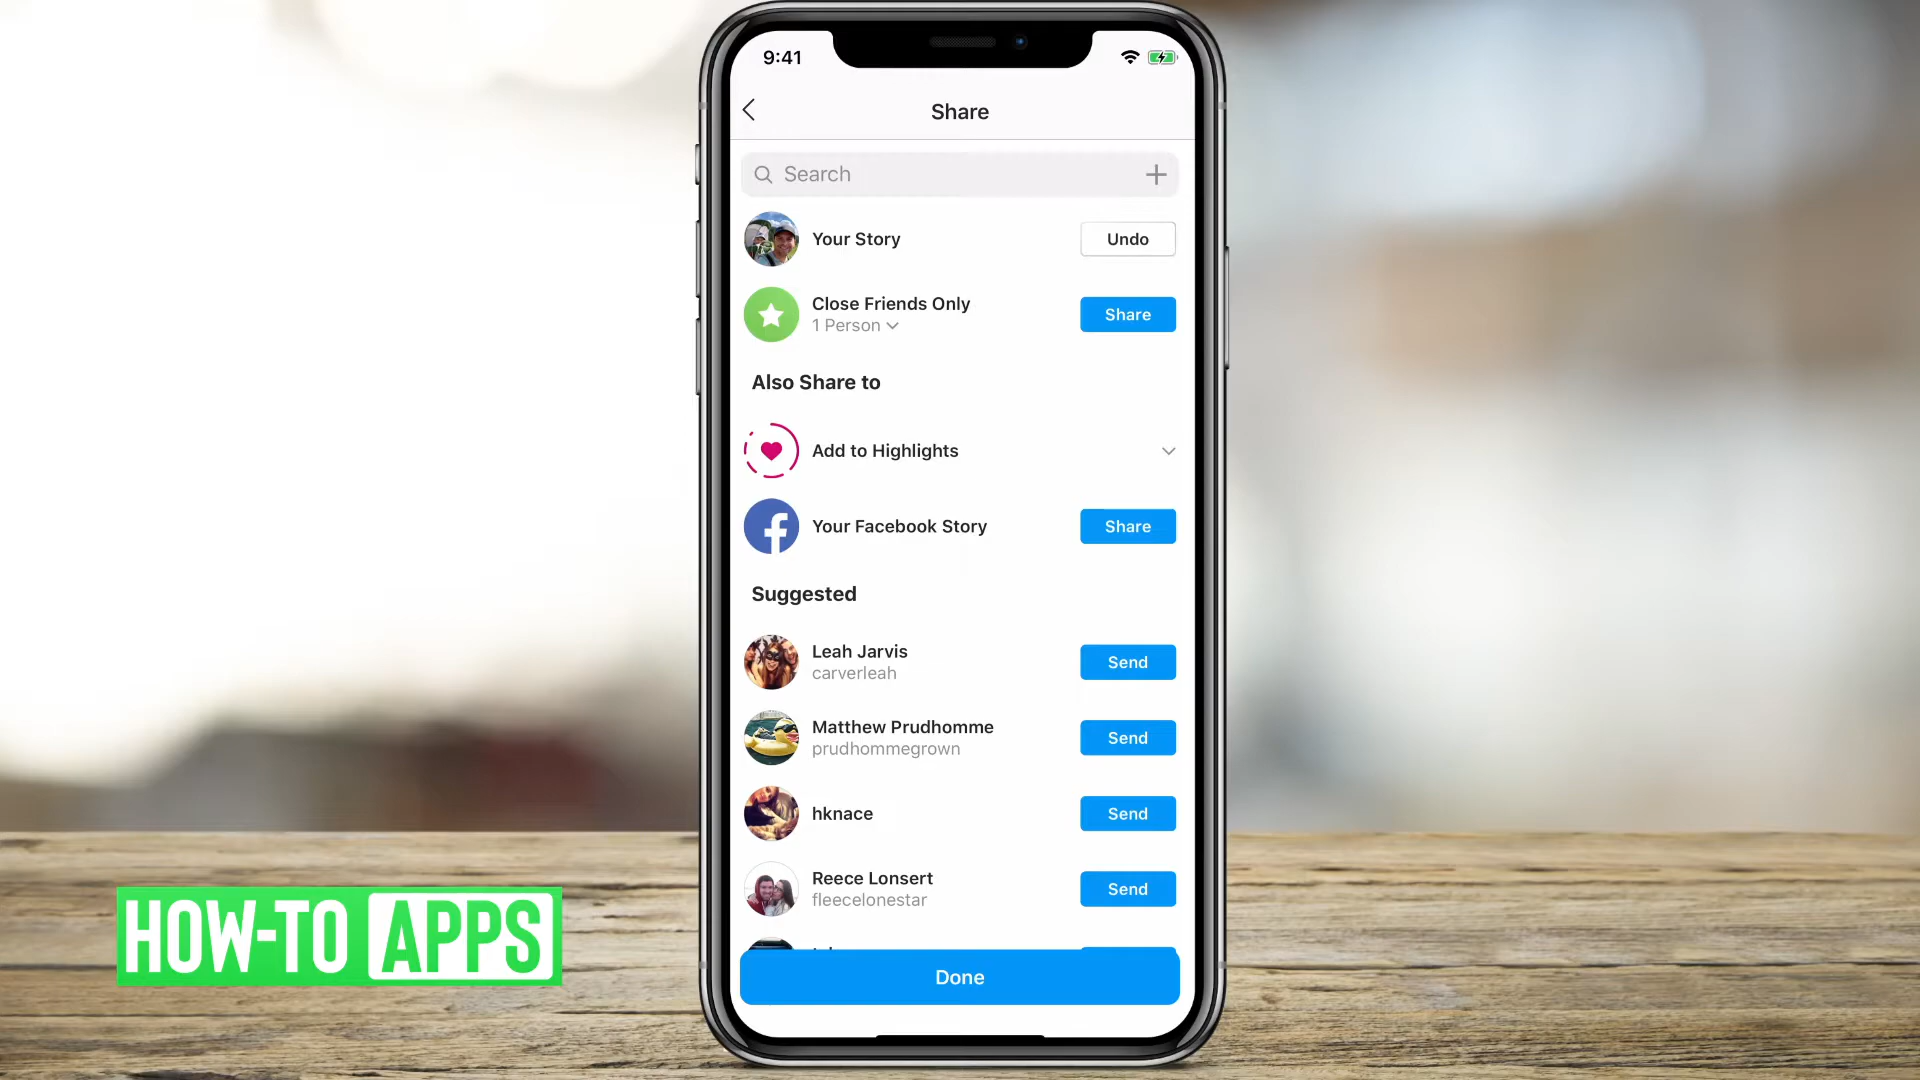 9:41
Share
Search
Your Story
Undo
Close Friends Only
1 Person
Share
Also Share to
Add to Highlights
Your Facebook Story
Share
Suggested
Leah Jarvis
carverleah
Send
Matthew Prudhomme
prudhommegrown
Send
hknace
Send
Reece Lonsert
fleecelonestar
Send
Done
HOW-TO APPS